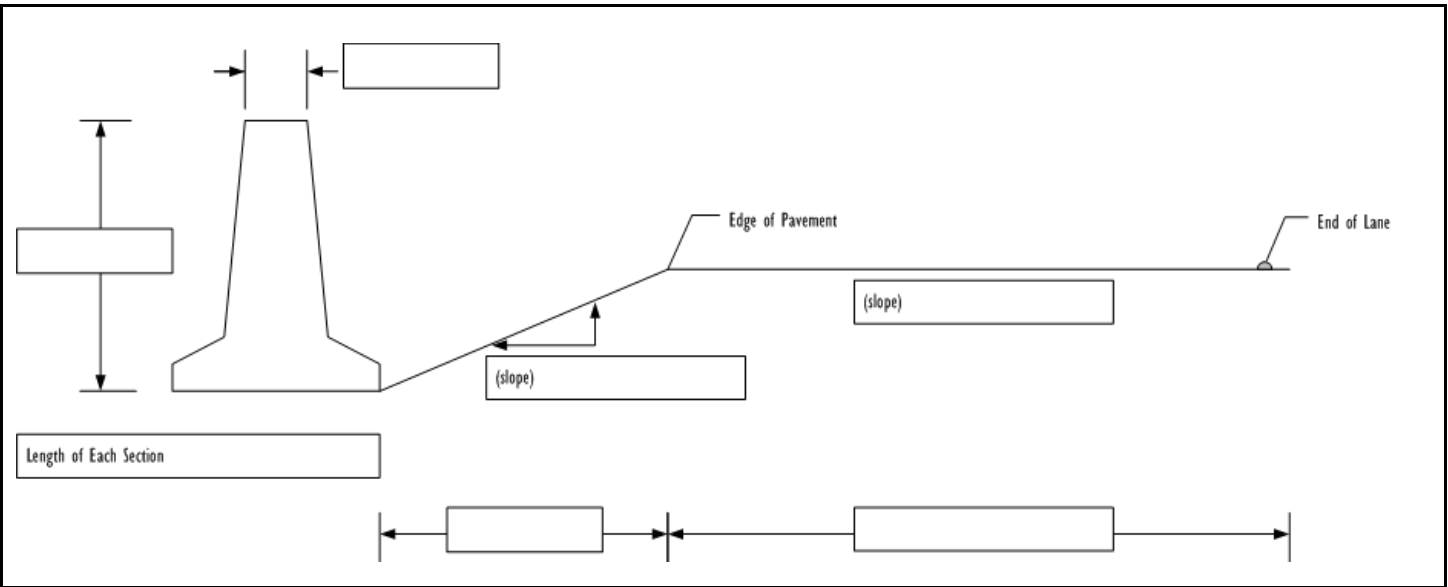 Edge of Pavement
End of Lane
(slope)
(slope)
Length of Each Section